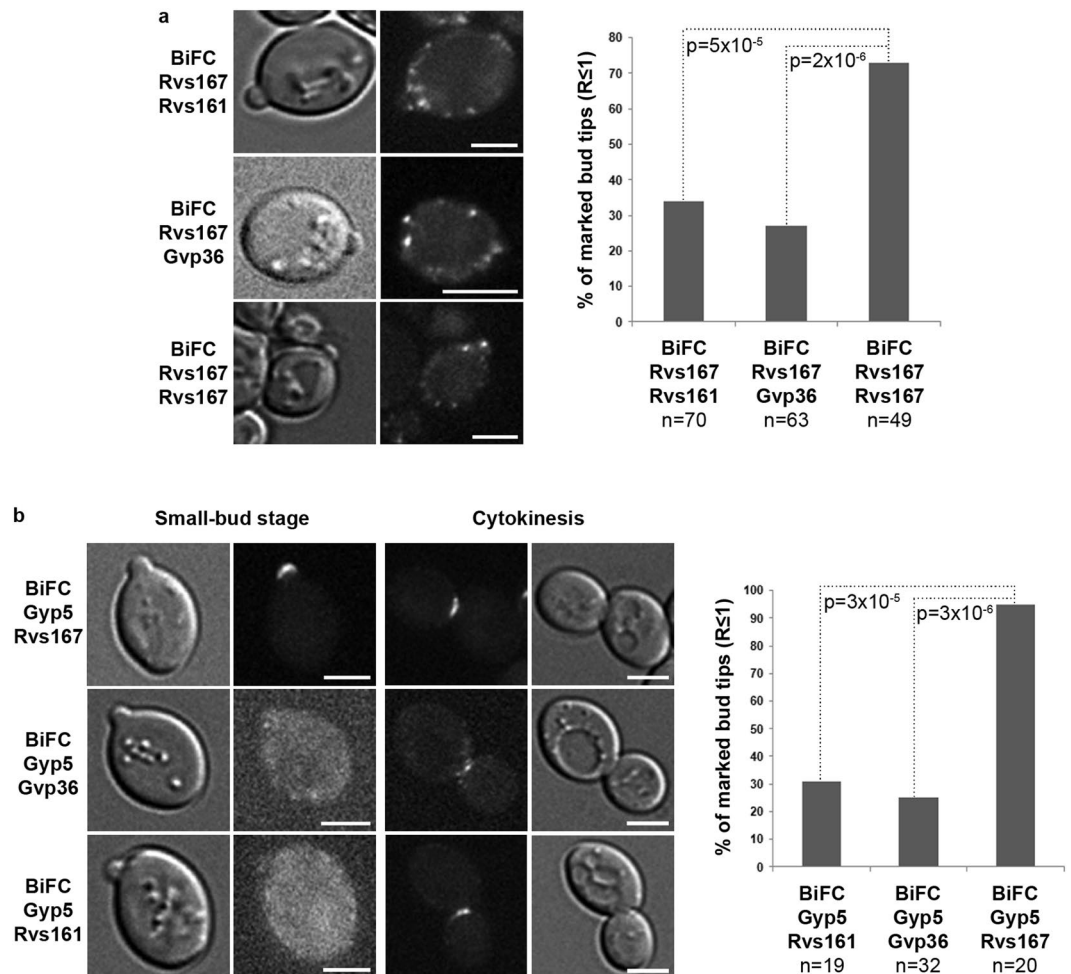 a
BiFC
Rvs167
Rvs161
BiFC
Rvs167
Gvp36
BiFC
Rvs167
Rvs167
% of marked bud tips (R≤1)
80
70
60
50
40
30
20
10
0
p=5x10⁻⁵
p=2x10⁻⁶
BiFC BiFC BiFC
Rvs167 Rvs167 Rvs167
Rvs161 Gvp36 Rvs167
n=70 n=63 n=49
b
Small-bud stage Cytokinesis
BiFC
Gyp5
Rvs167
BiFC
Gyp5
Gvp36
BiFC
Gyp5
Rvs161
% of marked bud tips (R≤1)
100
90
80
70
60
50
40
30
20
10
0
p=3x10⁻⁵
p=3x10⁻⁶
BiFC BiFC BiFC
Gyp5 Gyp5 Gyp5
Rvs161 Gvp36 Rvs167
n=19 n=32 n=20